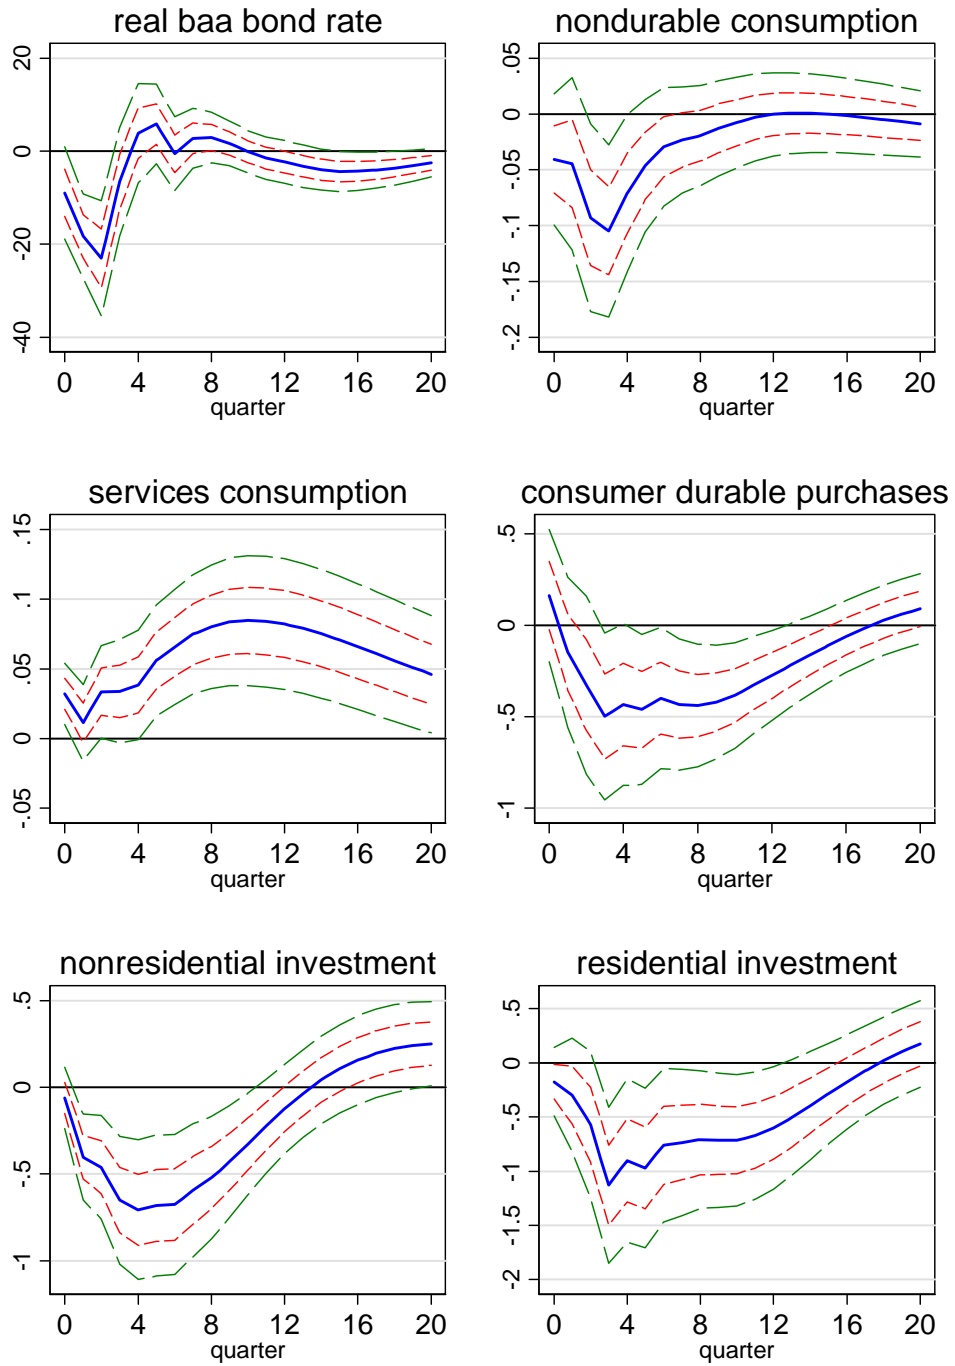 real baa bond rate
20
0
-20
-40
0 4 8 12 16 20
quarter
nondurable consumption
.05
0
-.05
-.1
-.15
-.2
0 4 8 12 16 20
quarter
services consumption
.15
.1
.05
0
-.05
0 4 8 12 16 20
quarter
consumer durable purchases
.5
0
-.5
-1
0 4 8 12 16 20
quarter
nonresidential investment
.5
0
-.5
-1
0 4 8 12 16 20
quarter
residential investment
.5
0
-.5
-1
-1.5
-2
0 4 8 12 16 20
quarter